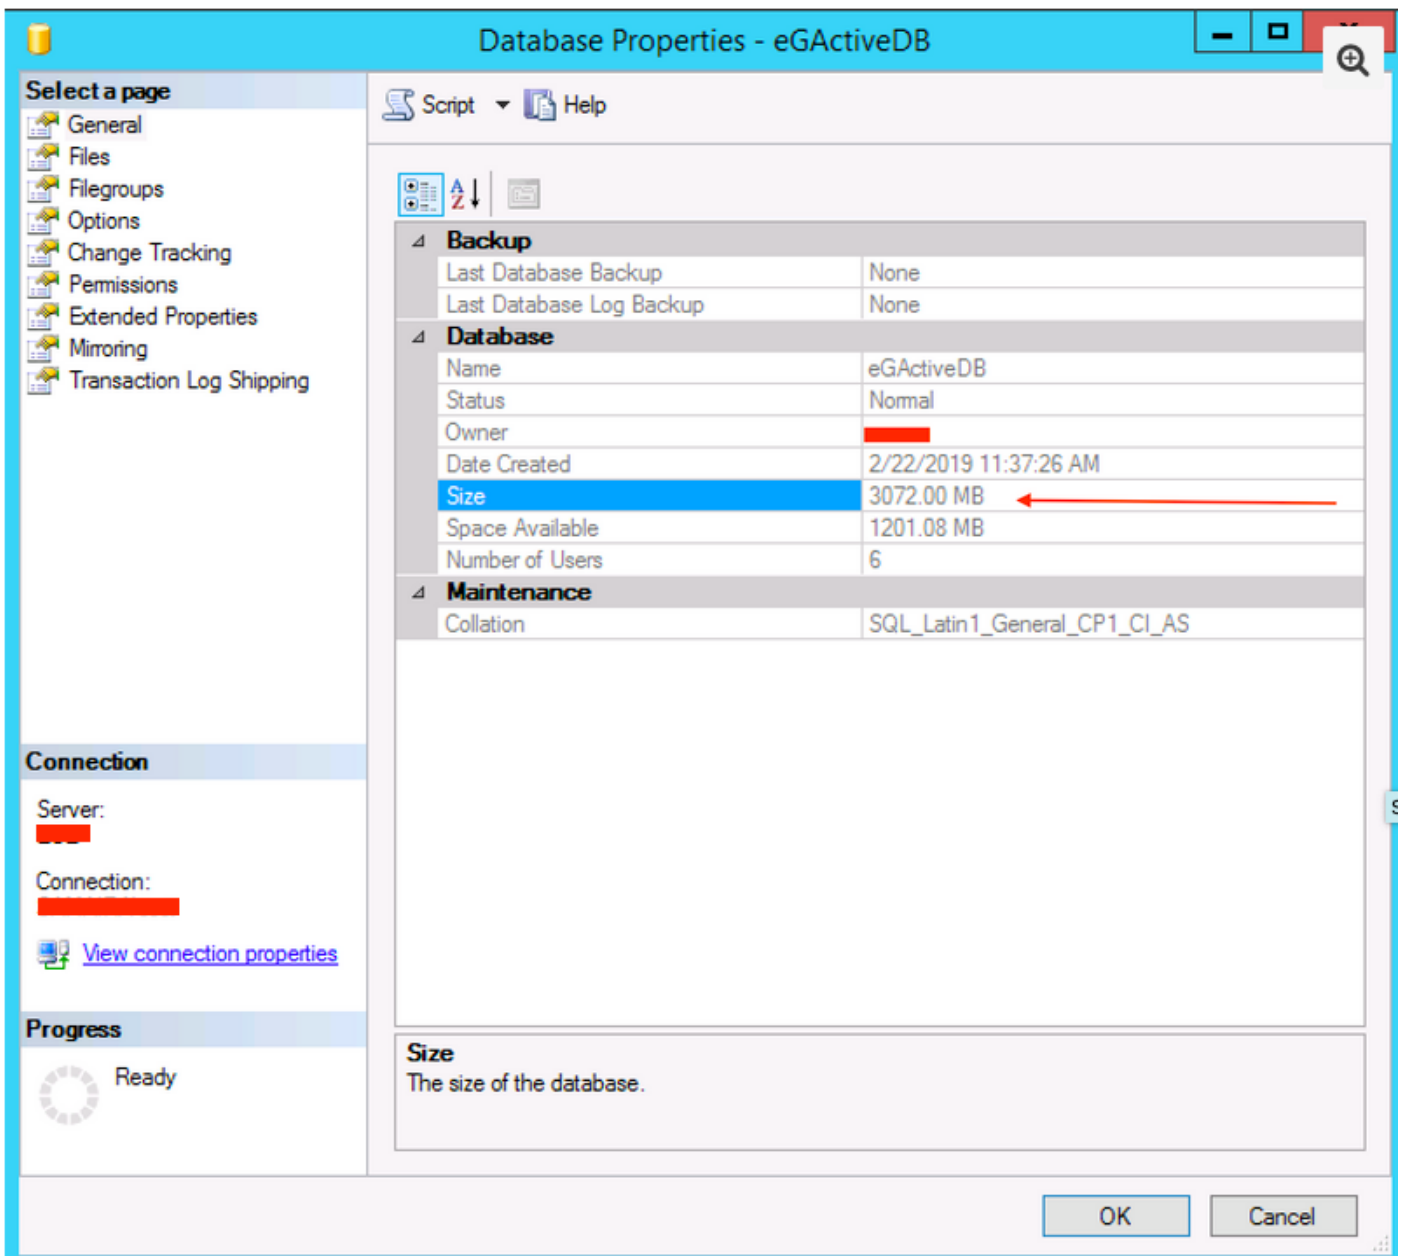 Database Properties - eGActiveDB
Select a page
General
Files
Filegroups
Options
Change Tracking
Permissions
Extended Properties
Mirroring
Transaction Log Shipping
Script
Help
Backup
Last Database Backup None
Last Database Log Backup None
Database
Name eGActiveDB
Status Normal
Owner
Date Created 2/22/2019 11:37:26 AM
Size 3072.00 MB
Space Available 1201.08 MB
Number of Users 6
Maintenance
Collation SQL_Latin1_General_CP1_CI_AS
Connection
Server:
Connection:
View connection properties
Progress
Ready
Size
The size of the database.
OK
Cancel